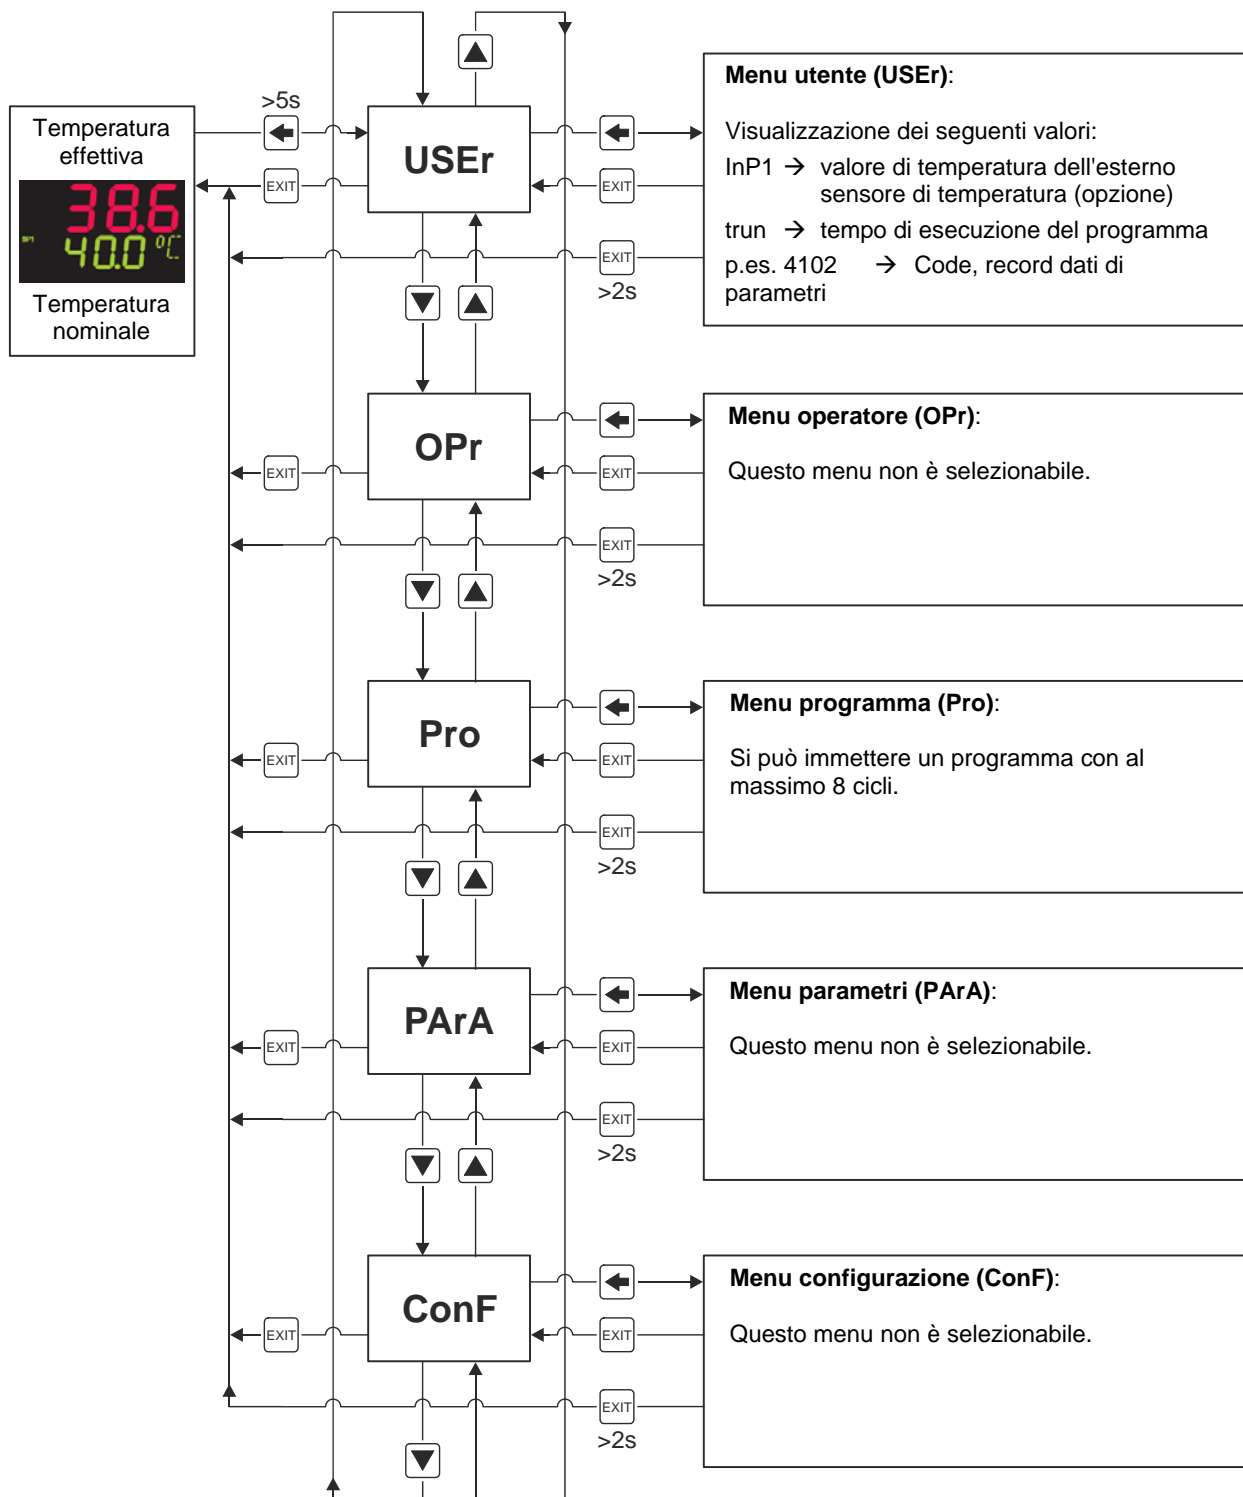 Temperatura
effettiva
38.6
40.0 °C
Temperatura
nominale
>5s
EXIT
USEr
EXIT
EXIT
>2s
Menu utente (USEr):
Visualizzazione dei seguenti valori:
InP1 → valore di temperatura dell'esterno
sensore di temperatura (opzione)
trun → tempo di esecuzione del programma
p.es. 4102 → Code, record dati di
parametri
EXIT
OPr
EXIT
EXIT
>2s
Menu operatore (OPr):
Questo menu non è selezionabile.
EXIT
Pro
EXIT
EXIT
>2s
Menu programma (Pro):
Si può immettere un programma con al
massimo 8 cicli.
EXIT
PArA
EXIT
EXIT
>2s
Menu parametri (PArA):
Questo menu non è selezionabile.
EXIT
ConF
EXIT
EXIT
>2s
Menu configurazione (ConF):
Questo menu non è selezionabile.